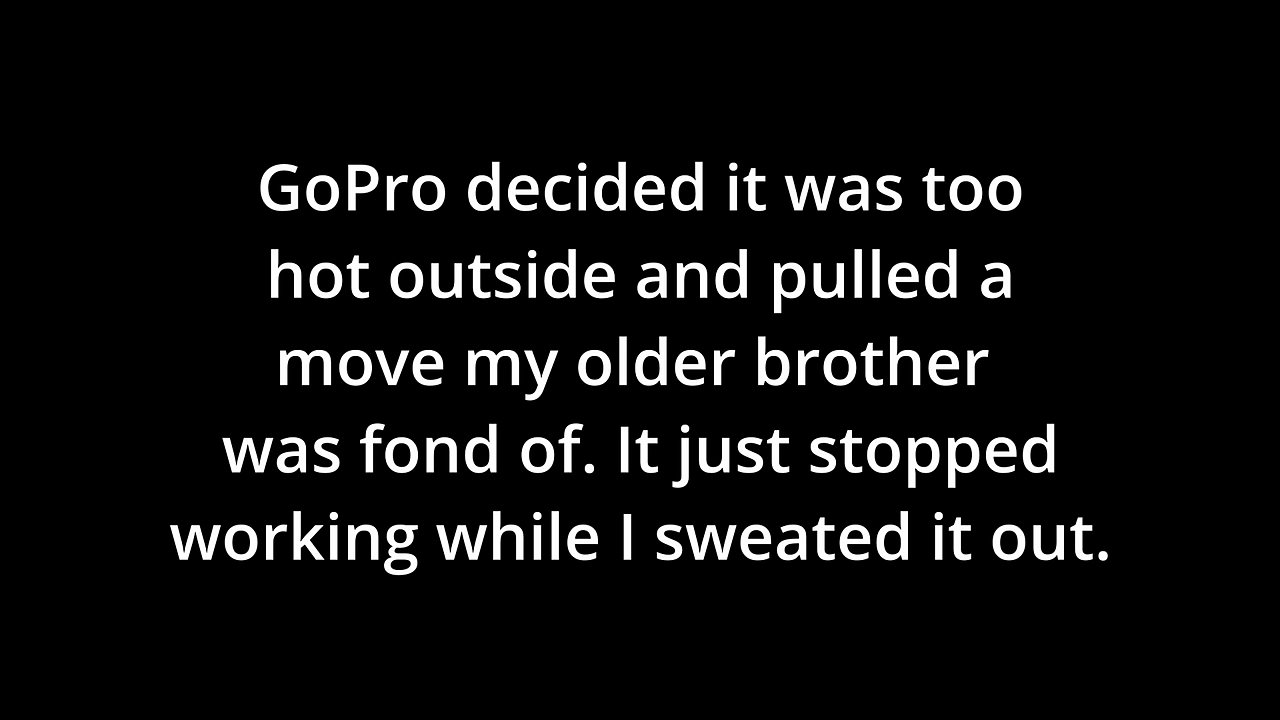 GoPro decided it was too
hot outside and pulled a
move my older brother
was fond of. It just stopped
working while I sweated it out.